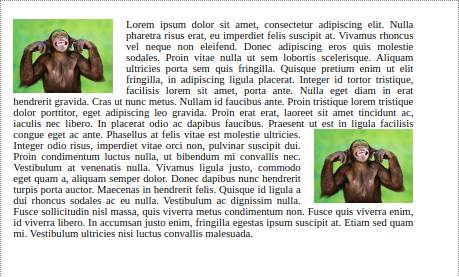 Lorem ipsum dolor sit amet, consectetur adipiscing elit. Nulla
pharetra risus erat, eu imperdiet felis suscipit at. Vivamus rhoncus
vel neque non eleifend. Donec adipiscing eros quis molestie
sodales. Proin vitae nulla ut sem lobortis scelerisque. Aliquam
ultricies porta sem quis fringilla. Quisque pretium enim ut elit
fringilla, in adipiscing ligula placerat. Integer id tortor tristique,
facilisis lorem sit amet, porta ante. Nulla eget diam in erat
hendrerit gravida. Cras ut nunc metus. Nullam id faucibus ante. Proin tristique lorem tristique
dolor porttitor, eget adipiscing leo gravida. Proin erat erat, laoreet sit amet tincidunt ac,
iaculis nec libero. In placerat odio ac dapibus faucibus. Praesent ut est in ligula facilisis
congue eget ac ante. Phasellus at felis vitae est molestie ultricies.
Integer odio risus, imperdiet vitae orci non, pulvinar suscipit dui.
Proin condimentum luctus nulla, ut bibendum mi convallis nec.
Vestibulum at venenatis nulla. Vivamus ligula justo, commodo
eget quam a, aliquam semper dolor. Donec dapibus nunc hendrerit
turpis porta auctor. Maecenas in hendrerit felis. Quisque id ligula a
dui rhoncus sodales ac eu nulla. Vestibulum ac dignissim nulla.
Fusce sollicitudin nisl massa, quis viverra metus condimentum non. Fusce quis viverra enim,
id viverra libero. In accumsan justo enim, fringilla egestas ipsum suscipit at. Etiam sed quam
mi. Vestibulum ultricies nisi luctus convallis malesuada.